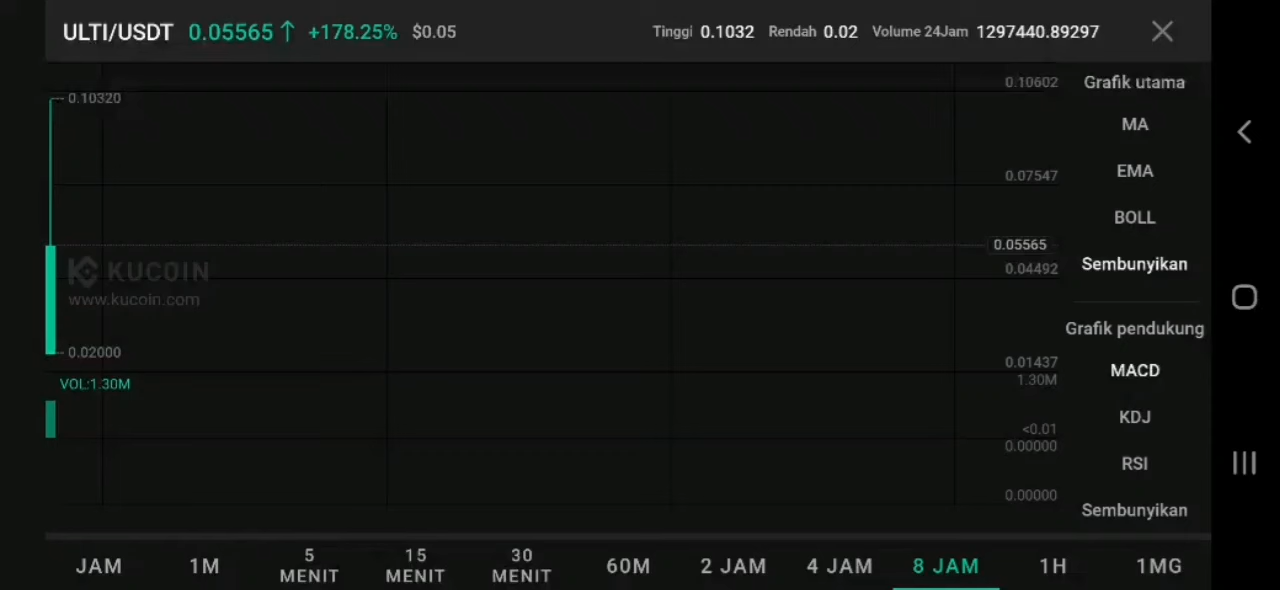 ULTI/USDT 0.05565↑ +178.25% $0.05 Tinggi 0.1032 Rendah 0.02 Volume 24Jam 1297440.89297
0.10320
0.10602
0.07547
0.05565
0.04492
KUCOIN
www.kucoin.com
0.02000
0.01437
VOL:1.30M
1.30M
<0.01
0.00000
0.00000
Grafik utama
MA
EMA
BOLL
Sembunyikan
Grafik pendukung
MACD
KDJ
RSI
Sembunyikan
JAM
1M
5 MENIT
15 MENIT
30 MENIT
60M
2 JAM
4 JAM
8 JAM
1H
1MG